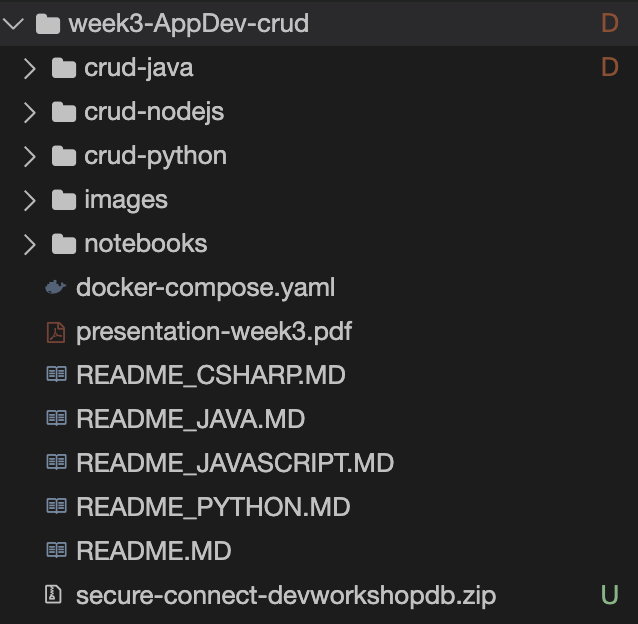 week3-AppDev-crud D
crud-java D
crud-nodejs
crud-python
images
notebooks
docker-compose.yaml
presentation-week3.pdf
README_CSHARP.MD
README_JAVA.MD
README_JAVASCRIPT.MD
README_PYTHON.MD
README.MD
secure-connect-devworkshopdb.zip U